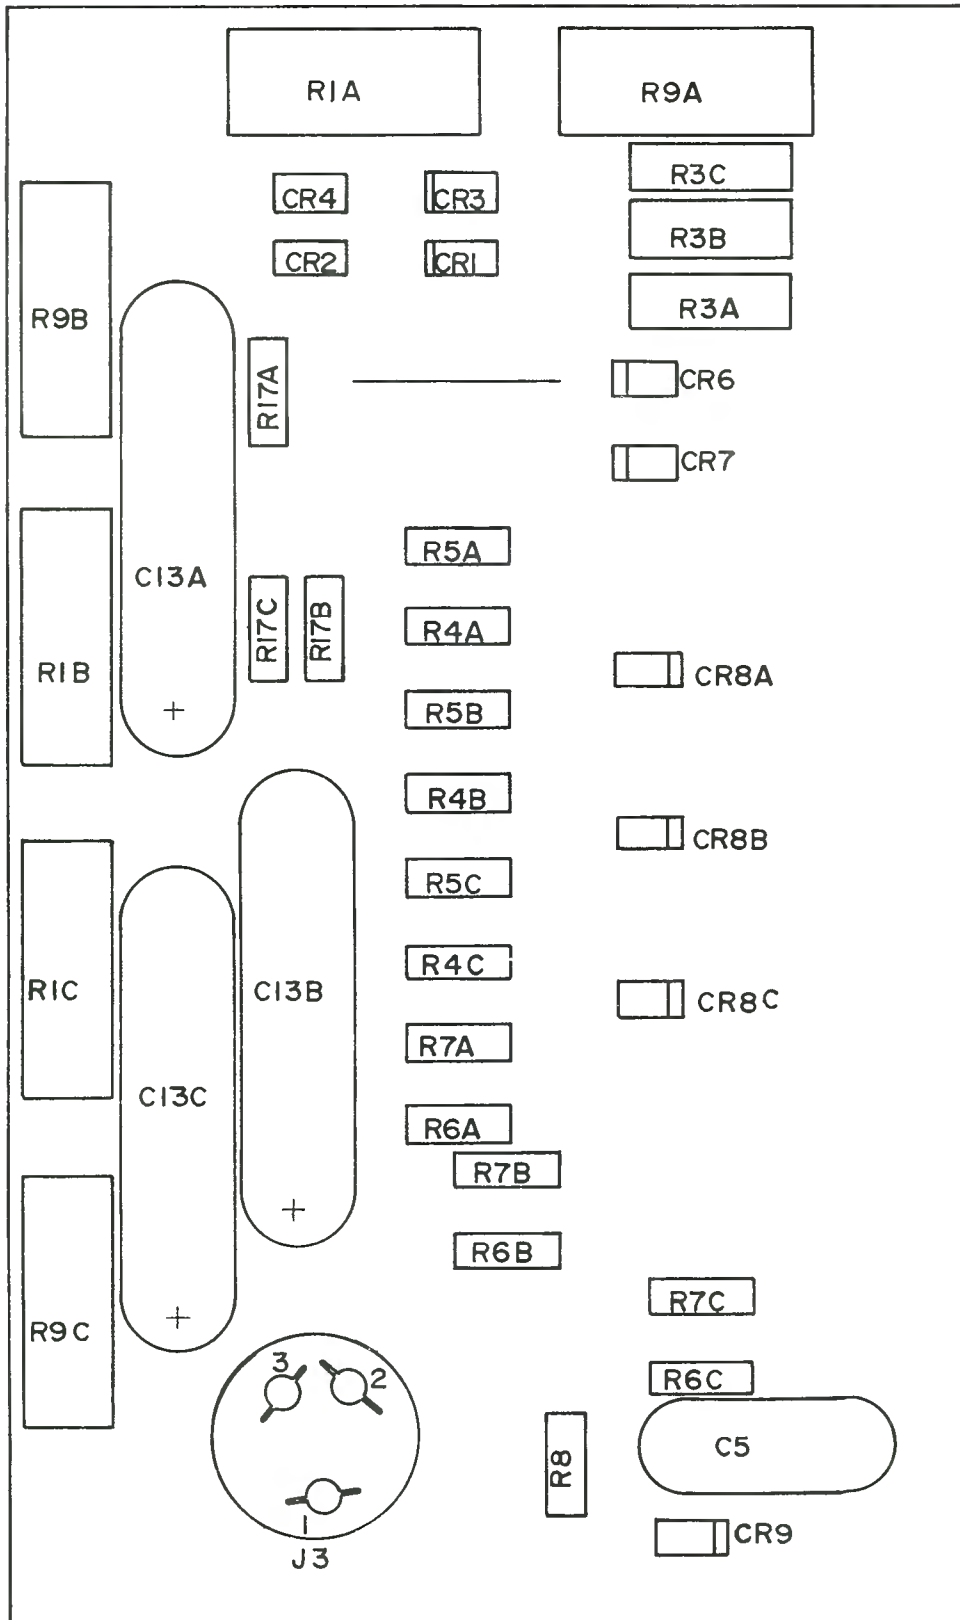 R1A
R9A
R3C
CR4
CR3
R3B
CR2
CR1
R3A
R9B
CR6
R17A
CR7
R5A
C13A
R17C
R17B
R4A
R1B
CR8A
+
R5B
R4B
CR8B
R5C
R4C
R1C
C13B
CR8C
R7A
C13C
R6A
R7B
+
R6B
R7C
+
R9C
3
2
R6C
C5
R8
1
CR9
J3